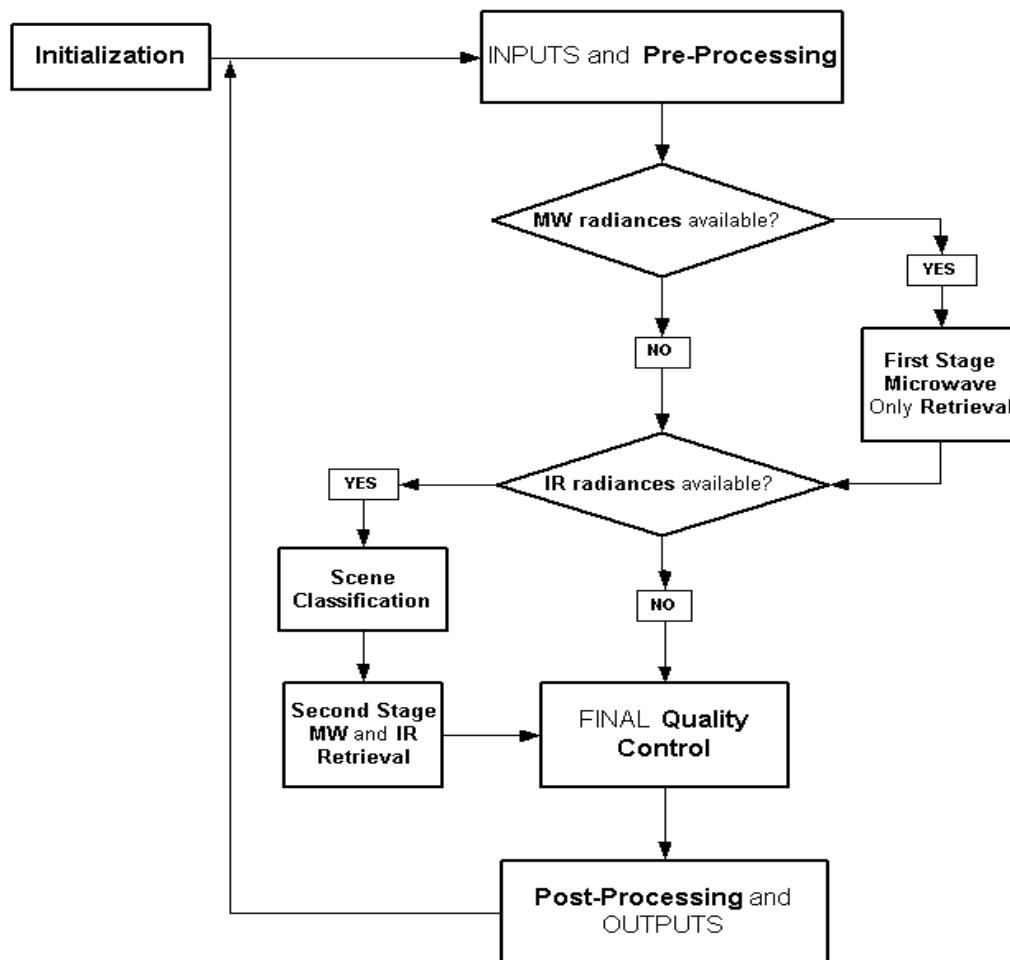 Initialization
INPUTS and Pre-Processing
MW radiances available?
YES
NO
First Stage
Microwave
Only Retrieval
IR radiances available?
YES
Scene
Classification
NO
Second Stage
MW and IR
Retrieval
FINAL Quality
Control
Post-Processing and
OUTPUTS